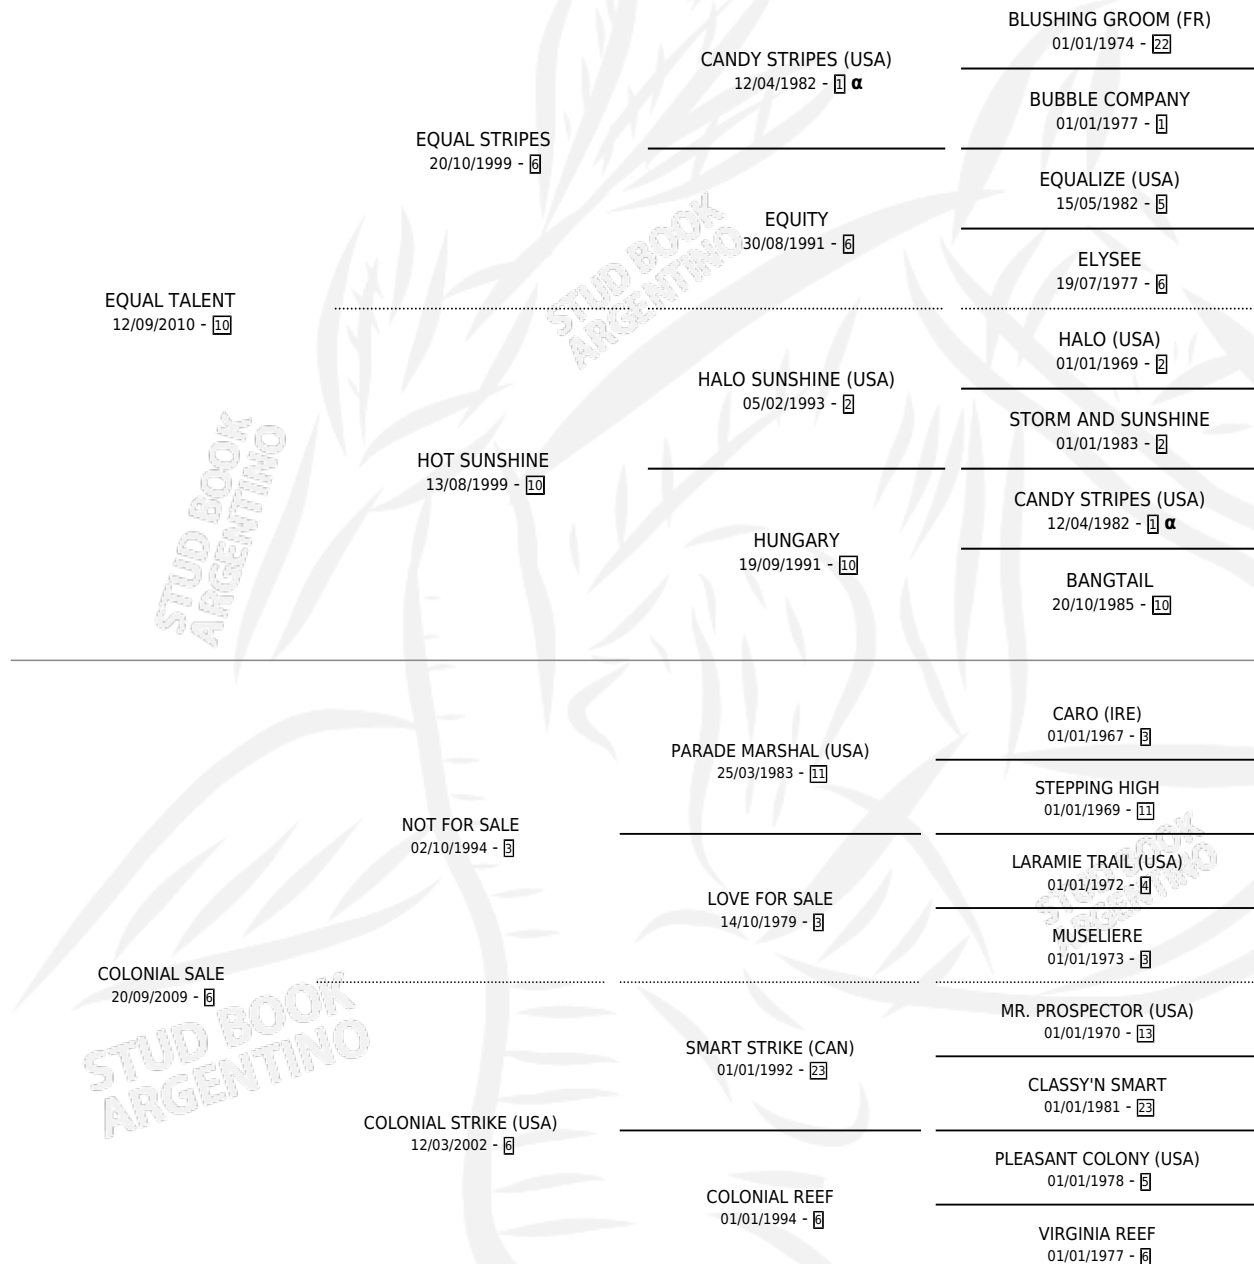 BLUSHING GROOM (FR)
01/01/1974 - 22
CANDY STRIPES (USA)
12/04/1982 - 1 α
BUBBLE COMPANY
01/01/1977 - 1
EQUAL STRIPES
20/10/1999 - 6
EQUALIZE (USA)
15/05/1982 - 5
EQUITY
30/08/1991 - 6
ELYSEE
19/07/1977 - 6
EQUAL TALENT
12/09/2010 - 10
HALO (USA)
01/01/1969 - 2
HALO SUNSHINE (USA)
05/02/1993 - 2
STORM AND SUNSHINE
01/01/1983 - 2
HOT SUNSHINE
13/08/1999 - 10
CANDY STRIPES (USA)
12/04/1982 - 1 α
HUNGARY
19/09/1991 - 10
BANGTAIL
20/10/1985 - 10
CARO (IRE)
01/01/1967 - 3
PARADE MARSHAL (USA)
25/03/1983 - 11
STEPPING HIGH
01/01/1969 - 11
NOT FOR SALE
02/10/1994 - 3
LARAMIE TRAIL (USA)
01/01/1972 - 4
LOVE FOR SALE
14/10/1979 - 3
MUSELIERE
01/01/1973 - 3
COLONIAL SALE
20/09/2009 - 6
MR. PROSPECTOR (USA)
01/01/1970 - 13
SMART STRIKE (CAN)
01/01/1992 - 23
CLASSY'N SMART
01/01/1981 - 23
COLONIAL STRIKE (USA)
12/03/2002 - 6
PLEASANT COLONY (USA)
01/01/1978 - 5
COLONIAL REEF
01/01/1994 - 6
VIRGINIA REEF
01/01/1977 - 6
STUD BOOK
ARGENTINO
STUD BOOK
ARGENTINO
STUD BOOK
ARGENTINO
STUD BOOK
ARGENTINO